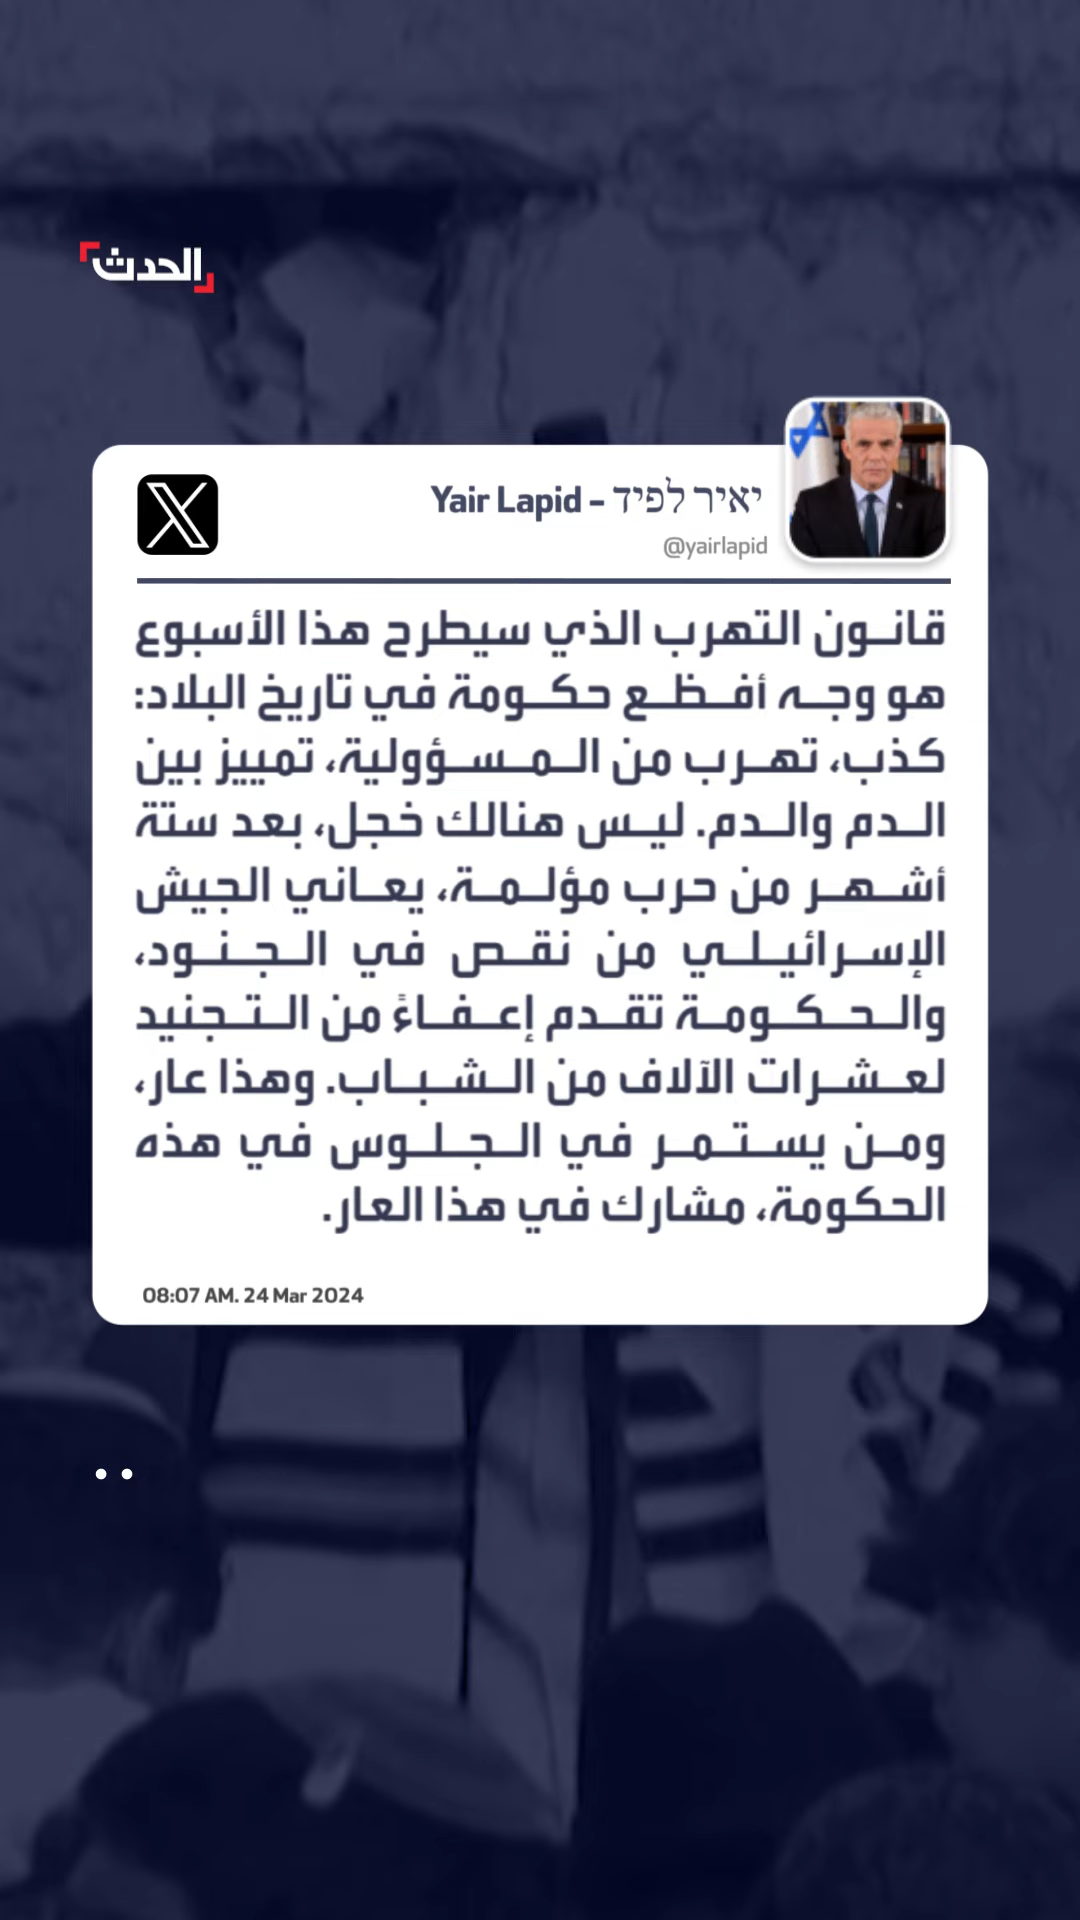 الحدث
Yair Lapid - יאיר לפיד
@yairlapid
قانون التهرب الذي سيطرح هذا الأسبوع
هو وجه أفظع حكومة في تاريخ البلاد:
كذب، تهرب من المسؤولية، تمييز بين
الدم والدم. ليس هنالك خجل، بعد ستة
أشهر من حرب مؤلمة، يعاني الجيش
الإسرائيلي من نقص في الجنود،
والحكومة تقدم إعفاءً من التجنيد
لعشرات الآلاف من الشباب. وهذا عار،
ومن يستمر في الجلوس في هذه
الحكومة، مشارك في هذا العار.
08:07 AM. 24 Mar 2024